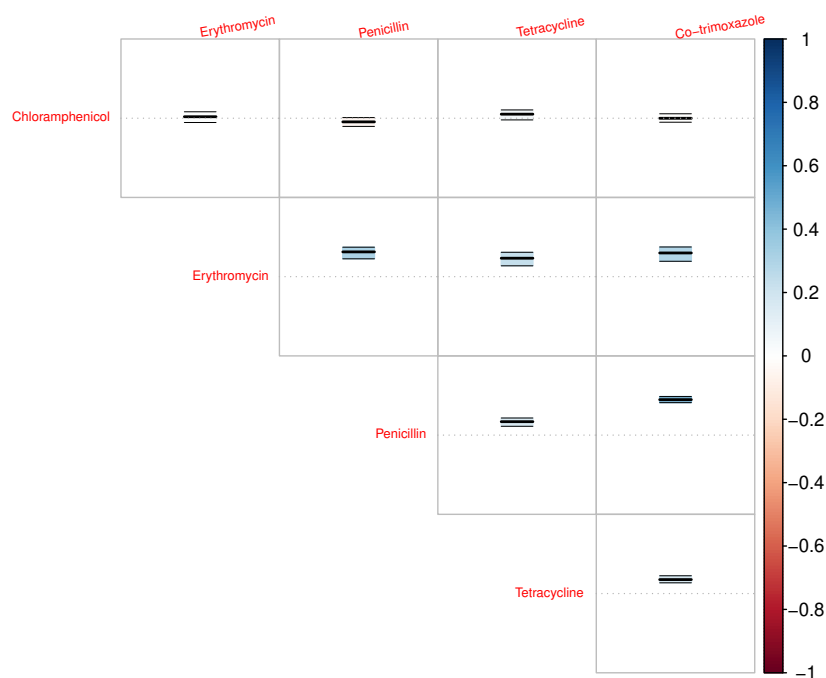 Erythromycin
Penicillin
Tetracycline
Co−trimoxazole
Chloramphenicol
Erythromycin
Penicillin
Tetracycline
1
0.8
0.6
0.4
0.2
0
−0.2
−0.4
−0.6
−0.8
−1